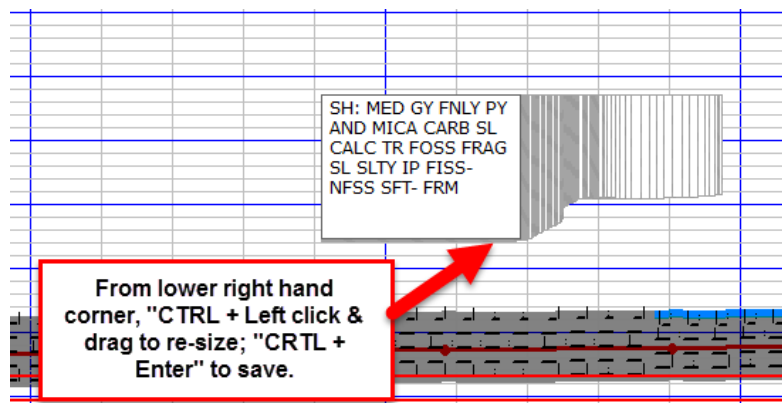 SH: MED GY FNLY PY
AND MICA CARB SL
CALC TR FOSS FRAG
SL SLTY IP FISS-
NFSS SFT- FRM
From lower right hand
corner, "CTRL + Left click &
drag to re-size; "CRTL +
Enter" to save.